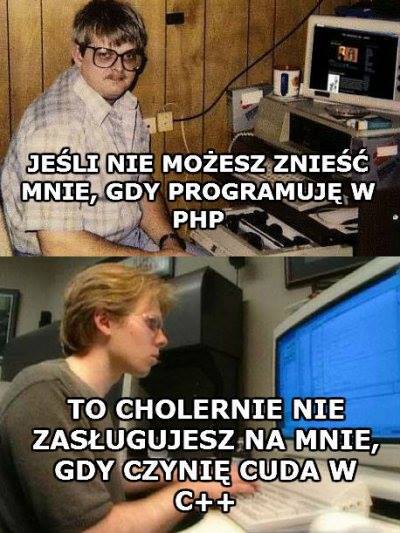 JEŚLI NIE MOŻESZ ZNIEŚĆ
MNIE, GDY PROGRAMUJĘ W
PHP
TO CHOLERNIE NIE
ZASŁUGUJESZ NA MNIE,
GDY CZYNIĘ CUDA W
C++